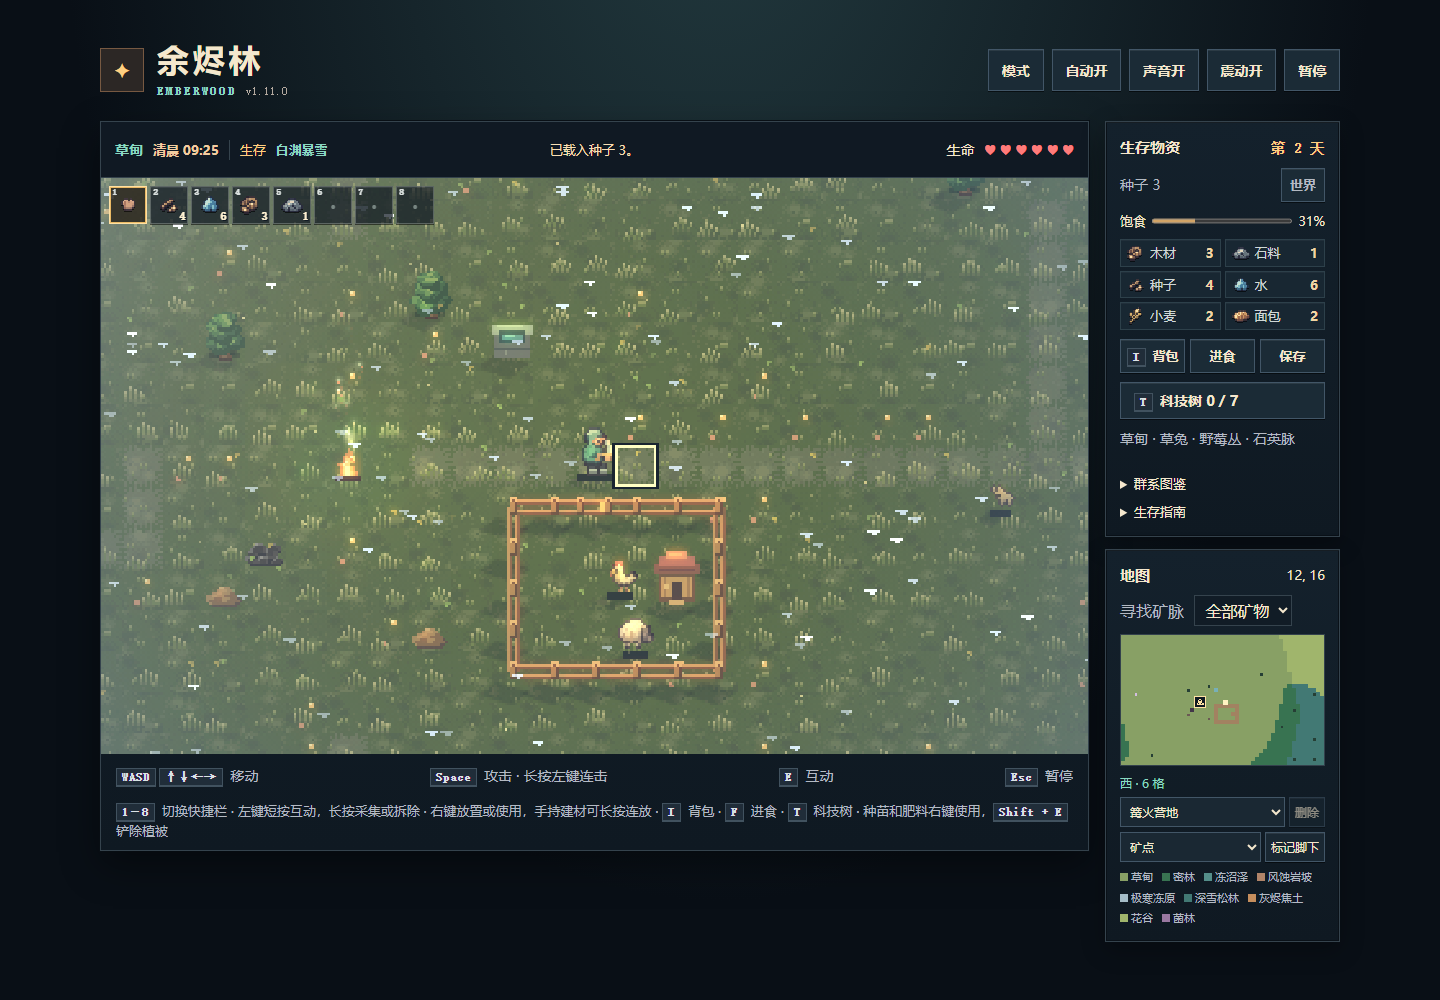 余烬林
EMBERWOOD v1.11.0
模式 自动开 声音开 震动开 暂停
草甸 清晨 09:25 生存 白渊暴雪
已载入种子 3。
生命
1 2 4 3 6 4 3 5 1 6 7 8
生存物资 第 2 天
种子 3 世界
饱食 31%
木材 3 石料 1
种子 4 水 6
小麦 2 面包 2
I 背包 进食 保存
T 科技树 0 / 7
草甸 · 草兔 · 野莓丛 · 石英脉
群系图鉴
生存指南
地图 12, 16
寻找矿脉 全部矿物
西 · 6 格
篝火营地 删除
矿点 标记脚下
草甸 密林 冻沼泽 风蚀岩坡
极寒冻原 深雪松林 灰烬焦土
花谷 菌林
WASD ↑↓←→ 移动 Space 攻击 · 长按左键连击 E 互动 Esc 暂停
1-8 切换快捷栏 · 左键短按互动，长按采集或拆除 · 右键放置或使用，手持建材可长按连放 · I 背包 · F 进食 · T 科技树 · 种苗和肥料右键使用，Shift + E
铲除植被